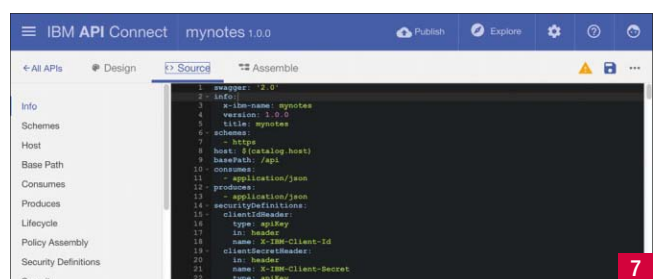 IBM API Connect mynotes 1.0.0 Publish Explore
All APIs Design Source Assemble
Info
Schemes
Host
Base Path
Consumes
Produces
Lifecycle
Policy Assembly
Security Definitions
1 swagger: '2.0'
2 - info:
3 x-ibm-name: mynotes
4 version: 1.0.0
5 title: mynotes
6 - schemes:
7 - https
8 host: $(catalog.host)
9 basePath: /api
10 - consumes:
11 - application/json
12 - produces:
13 - application/json
14 - securityDefinitions:
15 - clientIdHeader:
16 type: apiKey
17 in: header
18 name: X-IBM-Client-Id
19 - clientSecretHeader:
20 in: header
21 name: X-IBM-Client-Secret
22 type: apiKey
7